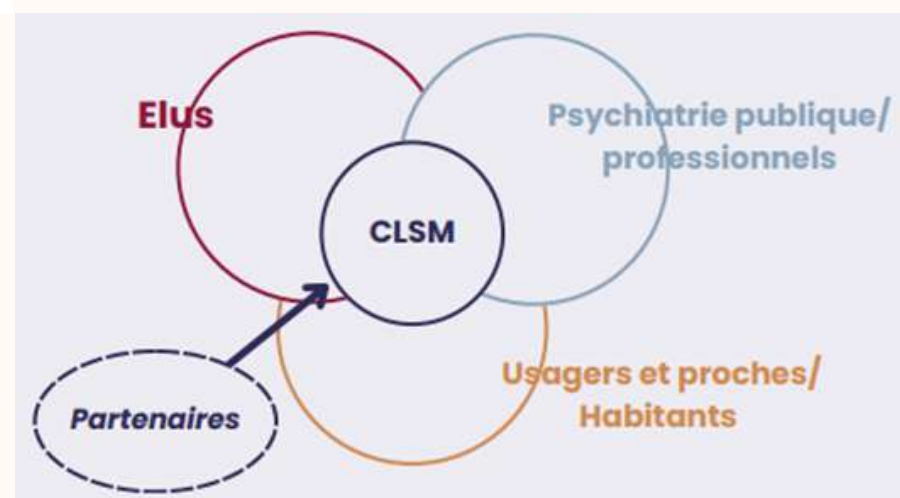 Elus
Psychiatrie publique/
professionnels
CLSM
Usagers et proches/
Habitants
Partenaires